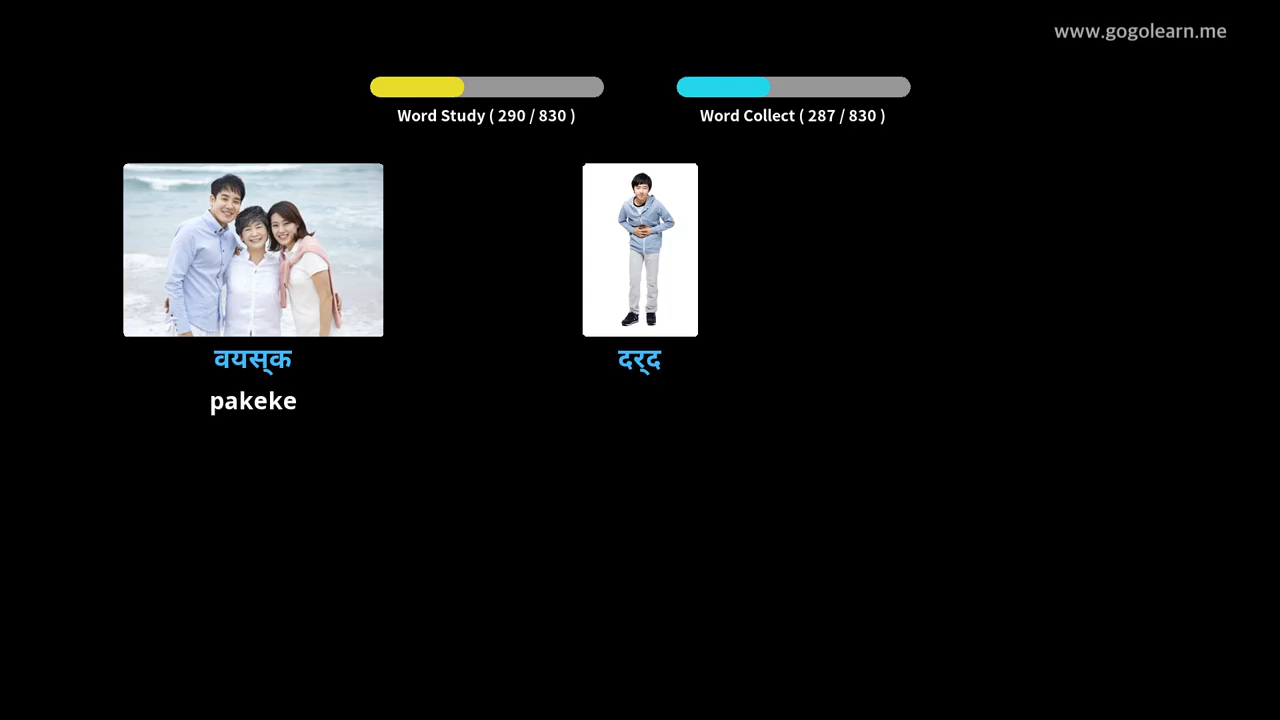 www.gogolearn.me
Word Study ( 290 / 830 )
Word Collect ( 287 / 830 )
वयस्क
दर्द
pakeke